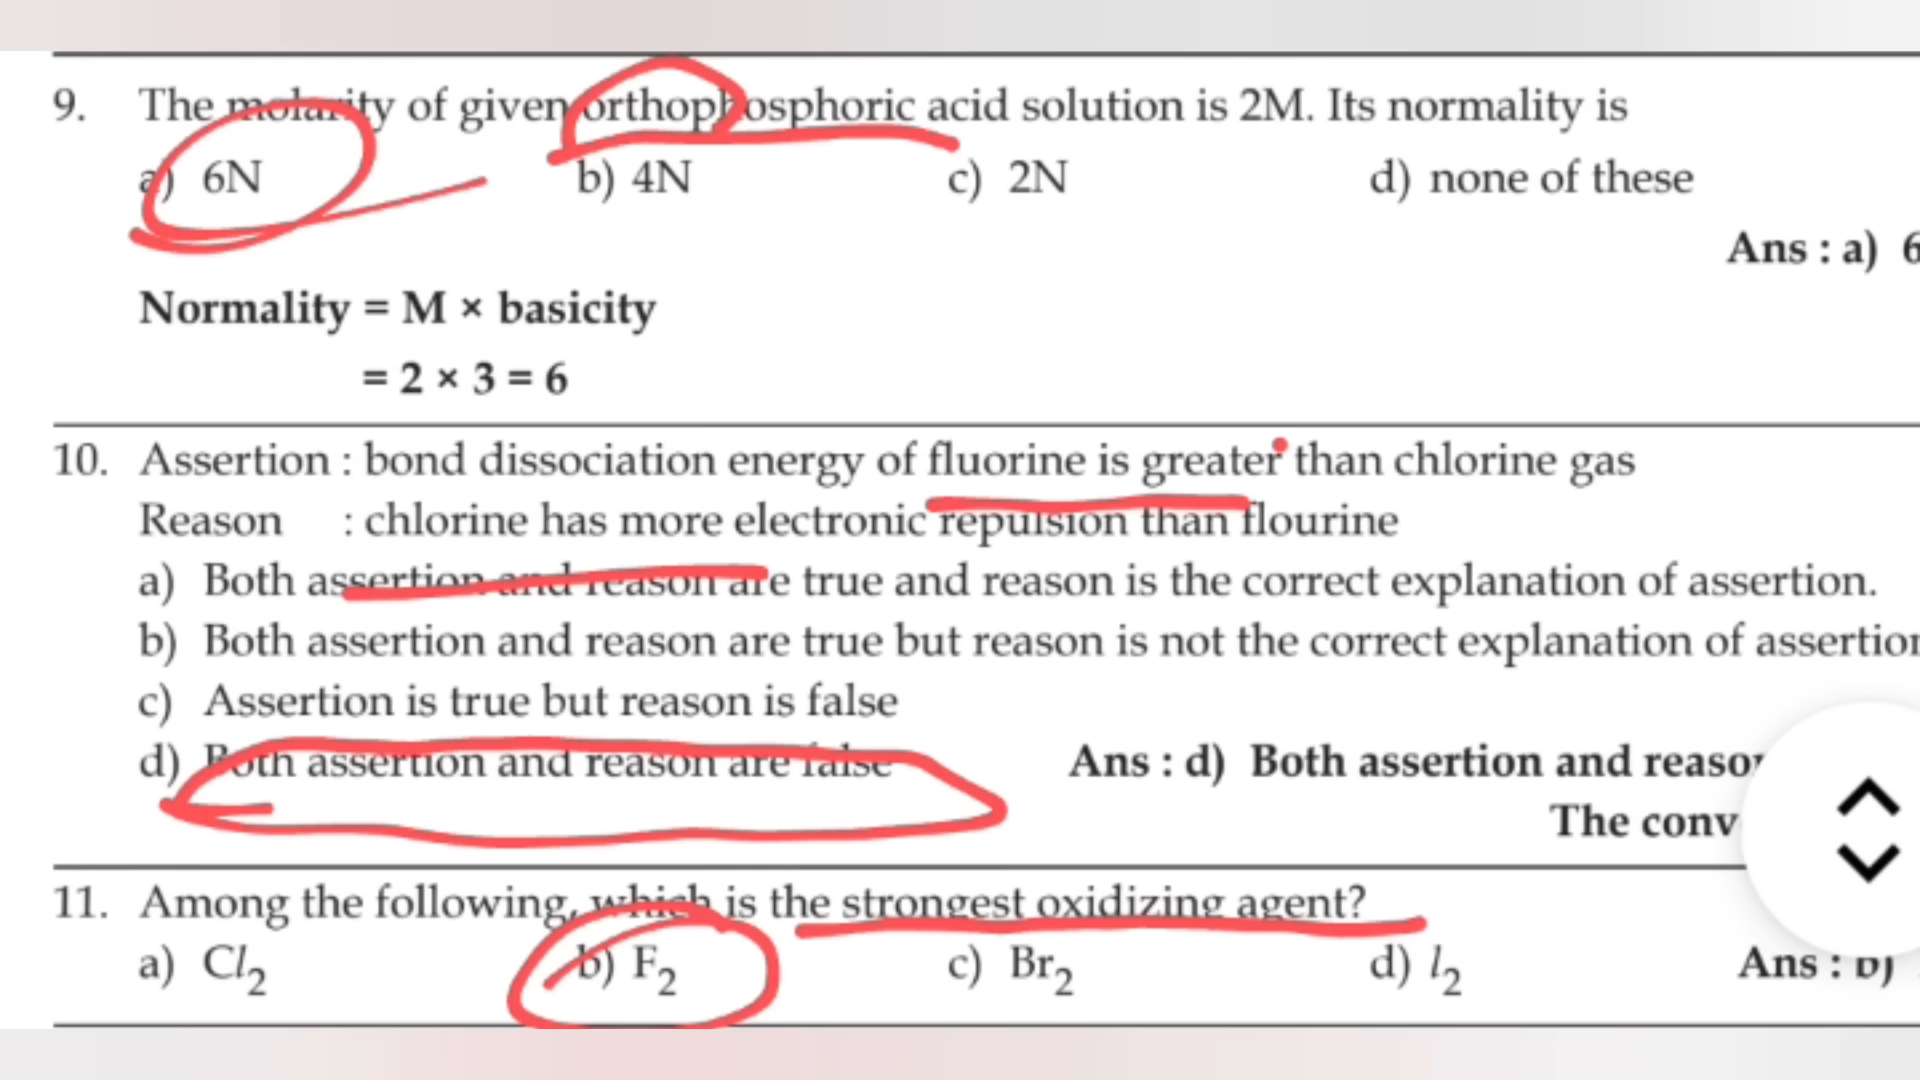 9. The molarity of given orthophosphoric acid solution is 2M. Its normality is
a) 6N b) 4N c) 2N d) none of these
Ans : a) 6
Normality = M × basicity
= 2 × 3 = 6
10. Assertion : bond dissociation energy of fluorine is greater than chlorine gas
Reason : chlorine has more electronic repulsion than flourine
a) Both assertion and reason are true and reason is the correct explanation of assertion.
b) Both assertion and reason are true but reason is not the correct explanation of assertion
c) Assertion is true but reason is false
d) Both assertion and reason are false Ans : d) Both assertion and reason
The conv
11. Among the following, which is the strongest oxidizing agent?
a) Cl2 b) F2 c) Br2 d) l2 Ans : b)